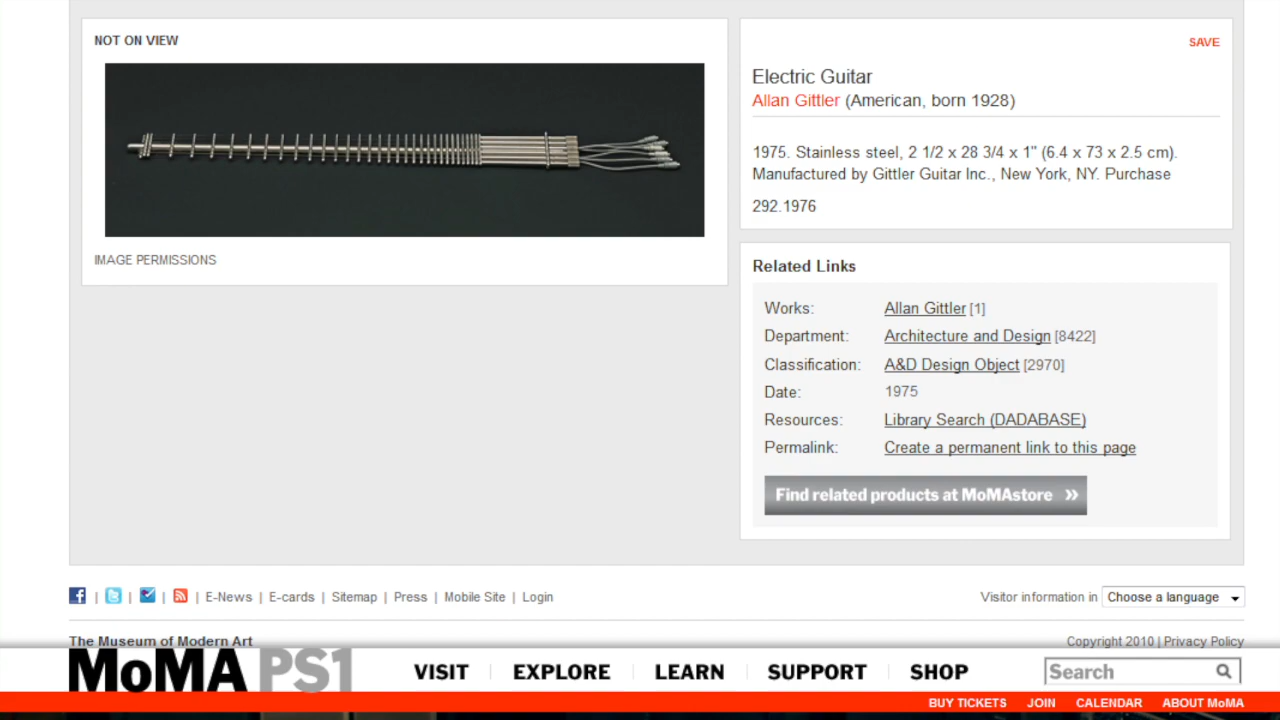 NOT ON VIEW
IMAGE PERMISSIONS
SAVE
Electric Guitar
Allan Gittler (American, born 1928)
1975. Stainless steel, 2 1/2 x 28 3/4 x 1" (6.4 x 73 x 2.5 cm).
Manufactured by Gittler Guitar Inc., New York, NY. Purchase
292.1976
Related Links
Works: Allan Gittler [1]
Department: Architecture and Design [8422]
Classification: A&D Design Object [2970]
Date: 1975
Resources: Library Search (DADABASE)
Permalink: Create a permanent link to this page
Find related products at MoMAstore »
| | | | E-News | E-cards | Sitemap | Press | Mobile Site | Login
Visitor information in Choose a language
The Museum of Modern Art
Copyright 2010 | Privacy Policy
MoMA PS1
VISIT | EXPLORE | LEARN | SUPPORT | SHOP
Search
BUY TICKETS JOIN CALENDAR ABOUT MoMA